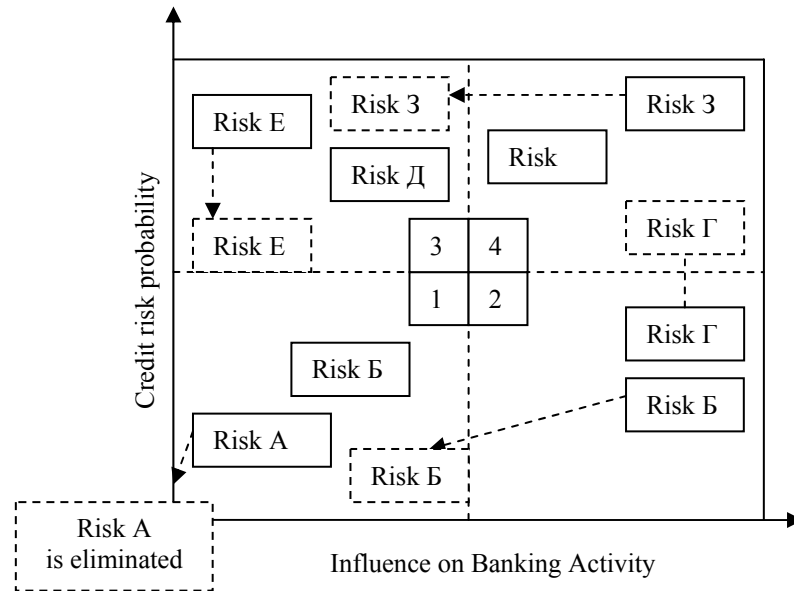 Credit risk probability
Risk З
Risk З
Risk Е
Risk
Risk Д
Risk Г
Risk Е
3
4
1
2
Risk Г
Risk Б
Risk Б
Risk А
Risk Б
Risk А
is eliminated
Influence on Banking Activity